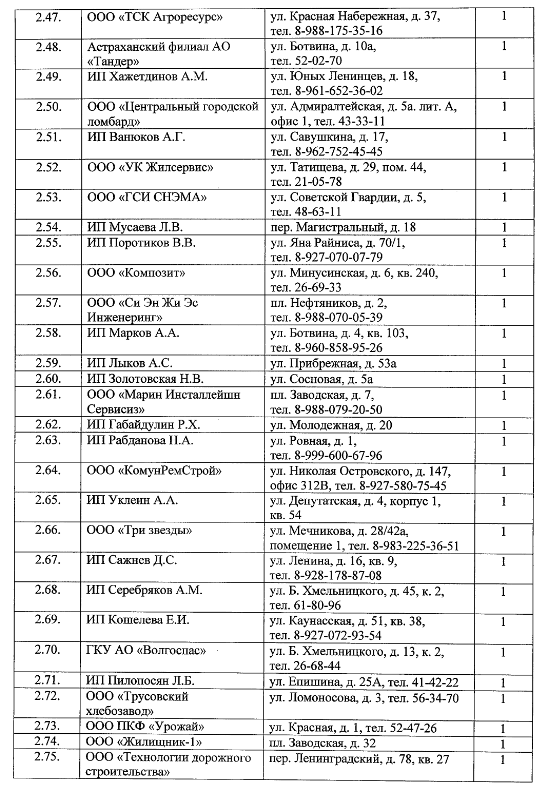 2.47. ООО «ТСК Агроресурс» ул. Красная Набережная, д. 37, 1
тел. 8-988-175-35-16
2.48. Астраханский филиал АО ул. Ботвина, д. 10а, 1
«Тандер» тел. 52-02-70
2.49. ИП Хажетдинов А.М. ул. Юных Ленинцев, д. 18, 1
тел. 8-961-652-36-02
2.50. ООО «Центральный городской ул. Адмиралтейская, д. 5а. лит. А, 1
ломбард» офис 1, тел. 43-33-11
2.51. ИП Ванюков А.Г. ул. Савушкина, д. 17, 1
тел. 8-962-752-45-45
2.52. ООО «УК Жилсервис» ул. Татищева, д. 29, пом. 44, 1
тел. 21-05-78
2.53. ООО «ГСИ СНЭМА» ул. Советской Гвардии, д. 5, 1
тел. 48-63-11
2.54. ИП Мусаева Л.В. пер. Магистральный, д. 18 1
2.55. ИП Поротиков В.В. ул. Яна Райниса, д. 70/1, 1
тел. 8-927-070-07-79
2.56. ООО «Композит» ул. Минусинская, д. 6, кв. 240, 1
тел. 26-69-33
2.57. ООО «Си Эн Жи Эс пл. Нефтяников, д. 2, 1
Инженеринг» тел. 8-988-070-05-39
2.58. ИП Марков А.А. ул. Ботвина, д. 4, кв. 103, 1
тел. 8-960-858-95-26
2.59. ИП Лыков А.С. ул. Прибрежная, д. 53а 1
2.60. ИП Золотовская Н.В. ул. Сосновая, д. 5а 1
2.61. ООО «Марин Инсталлейшн пл. Заводская, д. 7, 1
Сервисиз» тел. 8-988-079-20-50
2.62. ИП Габайдулин Р.Х. ул. Молодежная, д. 20 1
2.63. ИП Рабданова П.А. ул. Ровная, д. 1, 1
тел. 8-999-600-67-96
2.64. ООО «КомунРемСтрой» ул. Николая Островского, д. 147, 1
офис 312В, тел. 8-927-580-75-45
2.65. ИП Уклеин А.А. ул. Депутатская, д. 4, корпус 1, 1
кв. 54
2.66. ООО «Три звезды» ул. Мечникова, д. 28/42а, 1
помещение 1, тел. 8-983-225-36-51
2.67. ИП Сажнев Д.С. ул. Ленина, д. 16, кв. 9, 1
тел. 8-928-178-87-08
2.68. ИП Серебряков А.М. ул. Б. Хмельницкого, д. 45, к. 2, 1
тел. 61-80-96
2.69. ИП Кошелева Е.И. ул. Каунасская, д. 51, кв. 38, 1
тел. 8-927-072-93-54
2.70. ГКУ АО «Волгоспас» ул. Б. Хмельницкого, д. 13, к. 2, 1
тел. 26-68-44
2.71. ИП Пилопосян Л.Б. ул. Епишина, д. 25А, тел. 41-42-22 1
2.72. ООО «Трусовский ул. Ломоносова, д. 3, тел. 56-34-70 1
хлебозавод»
2.73. ООО ПКФ «Урожай» ул. Красная, д. 1, тел. 52-47-26 1
2.74. ООО «Жилищник-1» пл. Заводская, д. 32 1
2.75. ООО «Технологии дорожного пер. Ленинградский, д. 78, кв. 27 1
строительства»